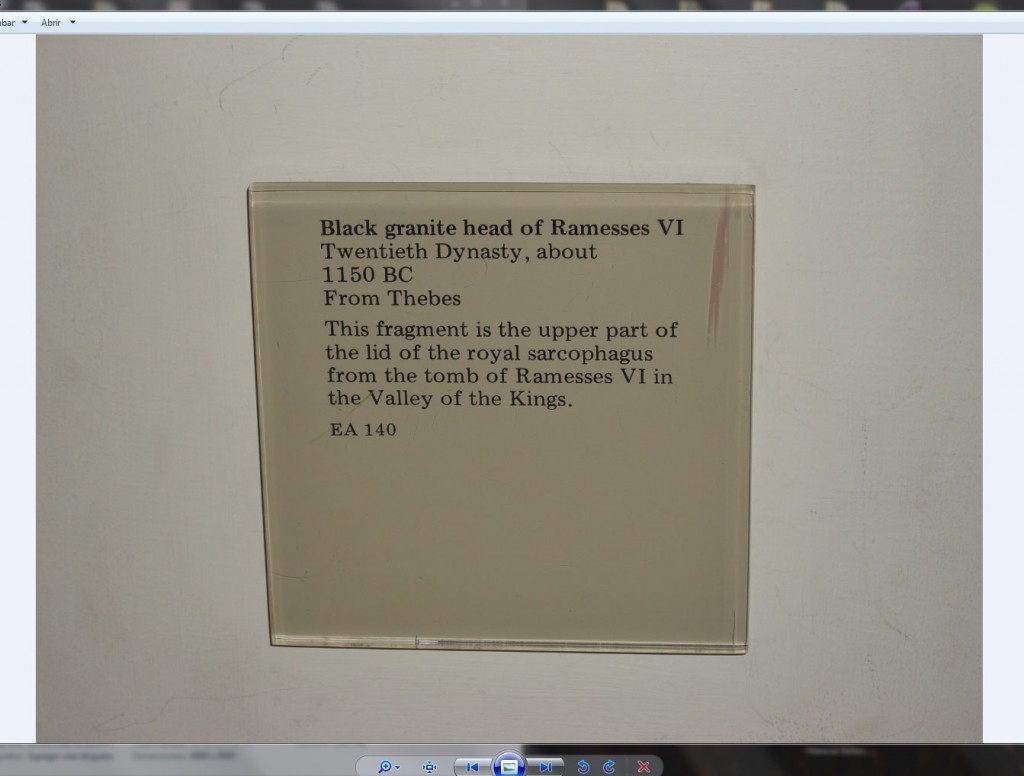 bar Abrir
Black granite head of Ramesses VI
Twentieth Dynasty, about
1150 BC
From Thebes
This fragment is the upper part of
the lid of the royal sarcophagus
from the tomb of Ramesses VI in
the Valley of the Kings.
EA 140